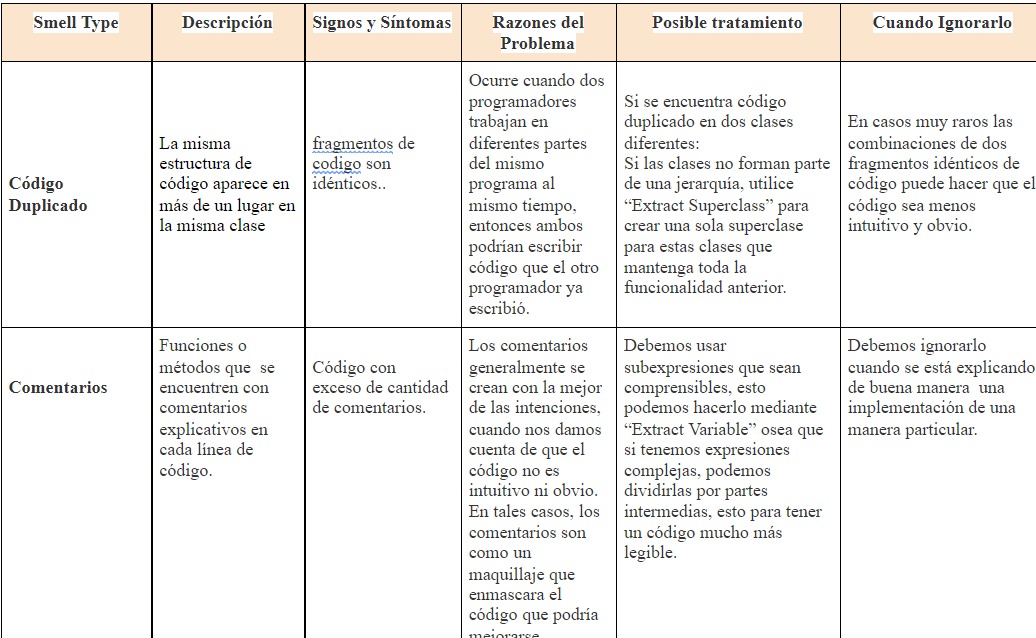 Smell Type
Descripción
Signos y Síntomas
Razones del
Problema
Posible tratamiento
Cuando Ignorarlo
Código
Duplicado
La misma
estructura de
código aparece en
más de un lugar en
la misma clase
fragmentos de
codigo son
idénticos..
Ocurre cuando dos
programadores
trabajan en
diferentes partes
del mismo
programa al
mismo tiempo,
entonces ambos
podrían escribir
código que el otro
programador ya
escribió.
Si se encuentra código
duplicado en dos clases
diferentes:
Si las clases no forman parte
de una jerarquía, utilice
“Extract Superclass” para
crear una sola superclase
para estas clases que
mantenga toda la
funcionalidad anterior.
En casos muy raros las
combinaciones de dos
fragmentos idénticos de
código puede hacer que el
código sea menos
intuitivo y obvio.
Comentarios
Funciones o
métodos que  se
encuentren con
comentarios
explicativos en
cada línea de
código.
Código con
exceso de cantidad
de comentarios.
Los comentarios
generalmente se
crean con la mejor
de las intenciones,
cuando nos damos
cuenta de que el
código no es
intuitivo ni obvio.
En tales casos, los
comentarios son
como un
maquillaje que
enmascara el
código que podría
mejorarse
Debemos usar
subexpresiones que sean
comprensibles, esto
podemos hacerlo mediante
“Extract Variable” osea que
si tenemos expresiones
complejas, podemos
dividirlas por partes
intermedias, esto para tener
un código mucho más
legible.
Debemos ignorarlo
cuando se está explicando
de buena manera  una
implementación de una
manera particular.